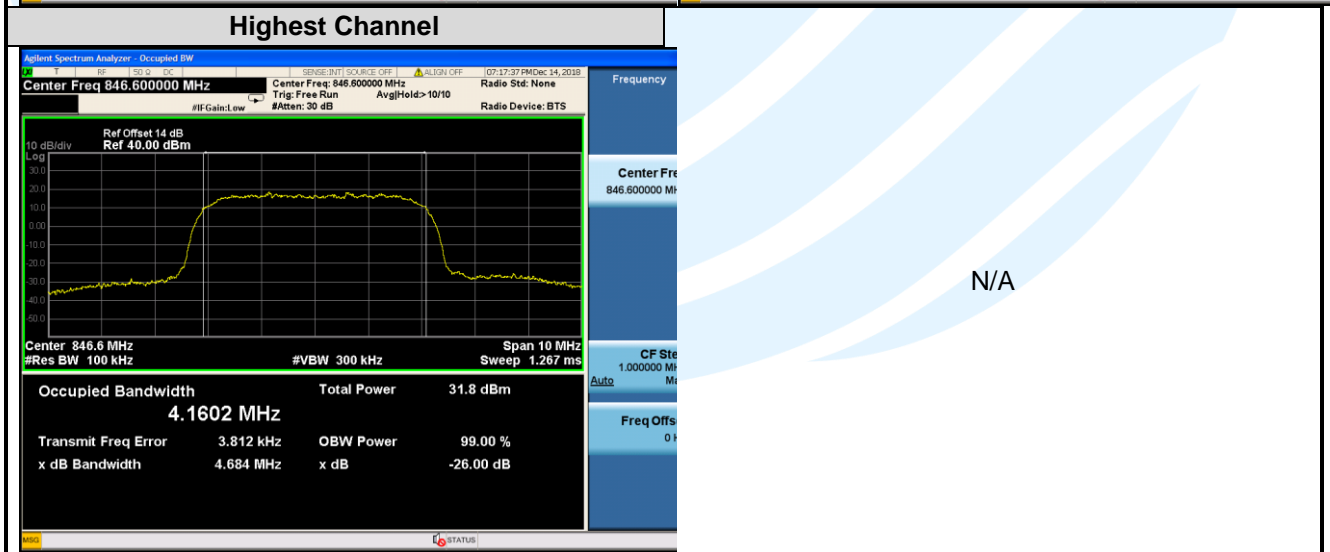 Highest Channel
Agilent Spectrum Analyzer - Occupied BW
T RF 50 Ω DC SENSE:INT SOURCE OFF ALIGN OFF 07:17:37 PM Dec 14, 2018
Center Freq 846.600000 MHz
Center Freq: 846.600000 MHz
Radio Std: None
Trig: Free Run Avg|Hold:>10/10
#IFGain:Low #Atten: 30 dB Radio Device: BTS
Frequency
Ref Offset 14 dB
10 dB/div Ref 40.00 dBm
Log
30.0
20.0
10.0
0.00
-10.0
-20.0
-30.0
-40.0
-50.0
Center 846.6 MHz Span 10 MHz
#Res BW 100 kHz #VBW 300 kHz Sweep 1.267 ms
Occupied Bandwidth Total Power 31.8 dBm
4.1602 MHz
Transmit Freq Error 3.812 kHz OBW Power 99.00 %
x dB Bandwidth 4.684 MHz x dB -26.00 dB
MSG STATUS
Center Fre
846.600000 MH
CF Ste
1.000000 MH
Auto Ma
Freq Offs
0 H
N/A